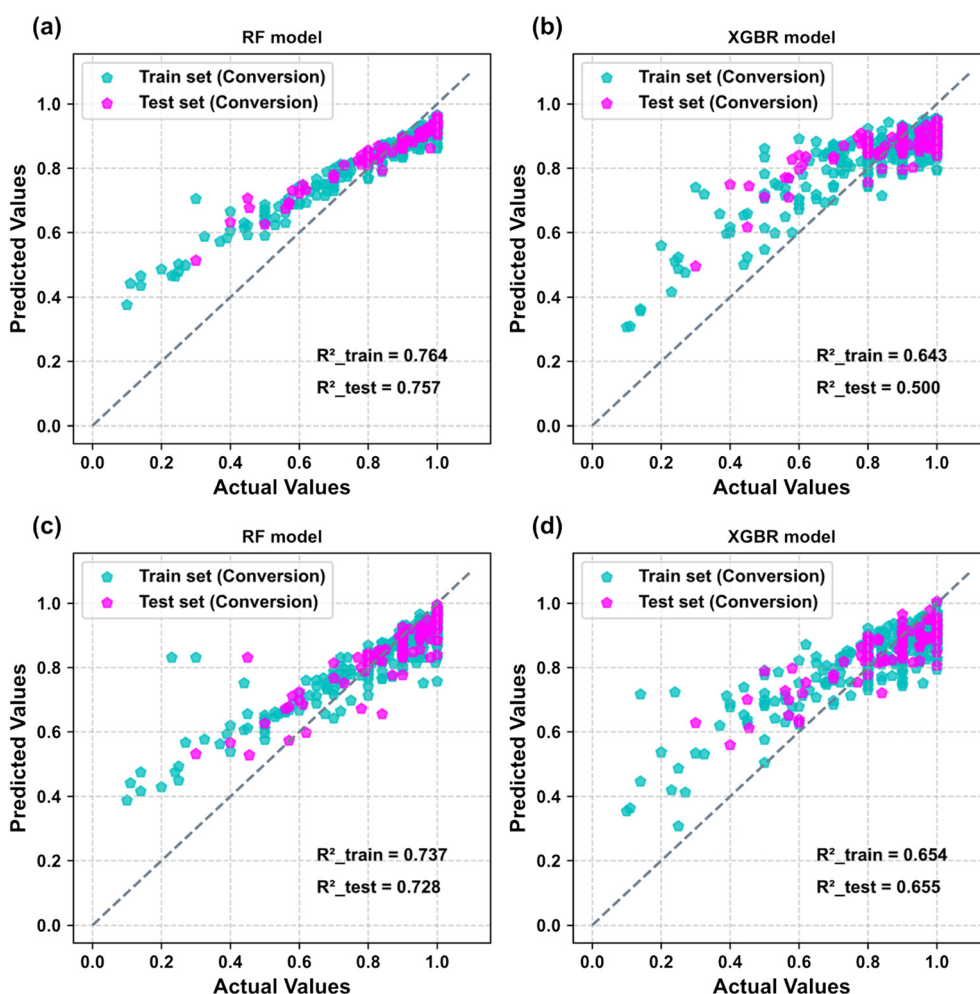 (a)
RF model
Train set (Conversion)
Test set (Conversion)
1.0
0.8
0.6
0.4
0.2
0.0
Predicted Values
R²_train = 0.764
R²_test = 0.757
0.0 0.2 0.4 0.6 0.8 1.0
Actual Values
(b)
XGBR model
Train set (Conversion)
Test set (Conversion)
1.0
0.8
0.6
0.4
0.2
0.0
Predicted Values
R²_train = 0.643
R²_test = 0.500
0.0 0.2 0.4 0.6 0.8 1.0
Actual Values
(c)
RF model
Train set (Conversion)
Test set (Conversion)
1.0
0.8
0.6
0.4
0.2
0.0
Predicted Values
R²_train = 0.737
R²_test = 0.728
0.0 0.2 0.4 0.6 0.8 1.0
Actual Values
(d)
XGBR model
Train set (Conversion)
Test set (Conversion)
1.0
0.8
0.6
0.4
0.2
0.0
Predicted Values
R²_train = 0.654
R²_test = 0.655
0.0 0.2 0.4 0.6 0.8 1.0
Actual Values